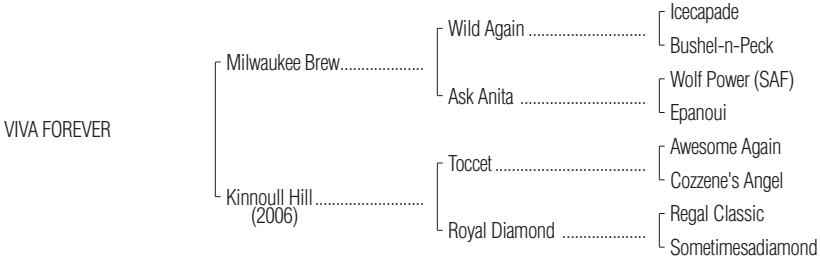 Icecapade
Wild Again ..............................
Bushel-n-Peck
Milwaukee Brew.....................
Wolf Power (SAF)
Ask Anita ................................
Epanoui
VIVA FOREVER
Awesome Again
Toccet ......................................
Cozzene's Angel
Kinnoull Hill ...........................
(2006)
Regal Classic
Royal Diamond .....................
Sometimesadiamond